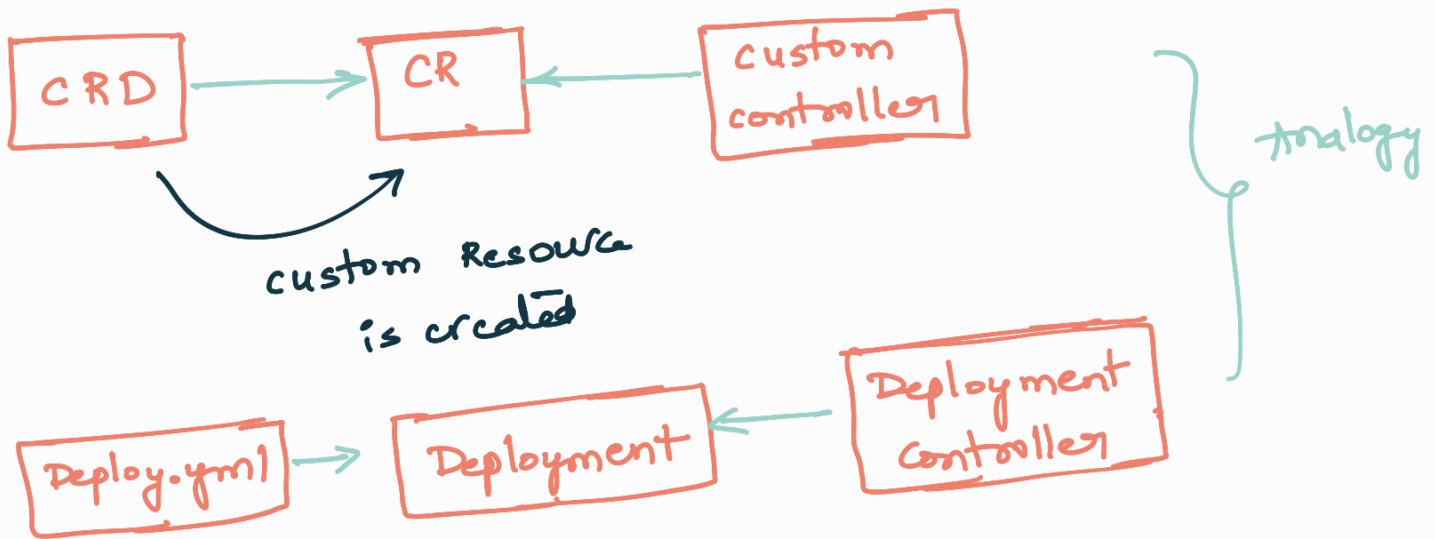 CRD
CR
custom
controller
Analogy
custom Resource
is created
Deploy.yml
Deployment
Deployment
controller